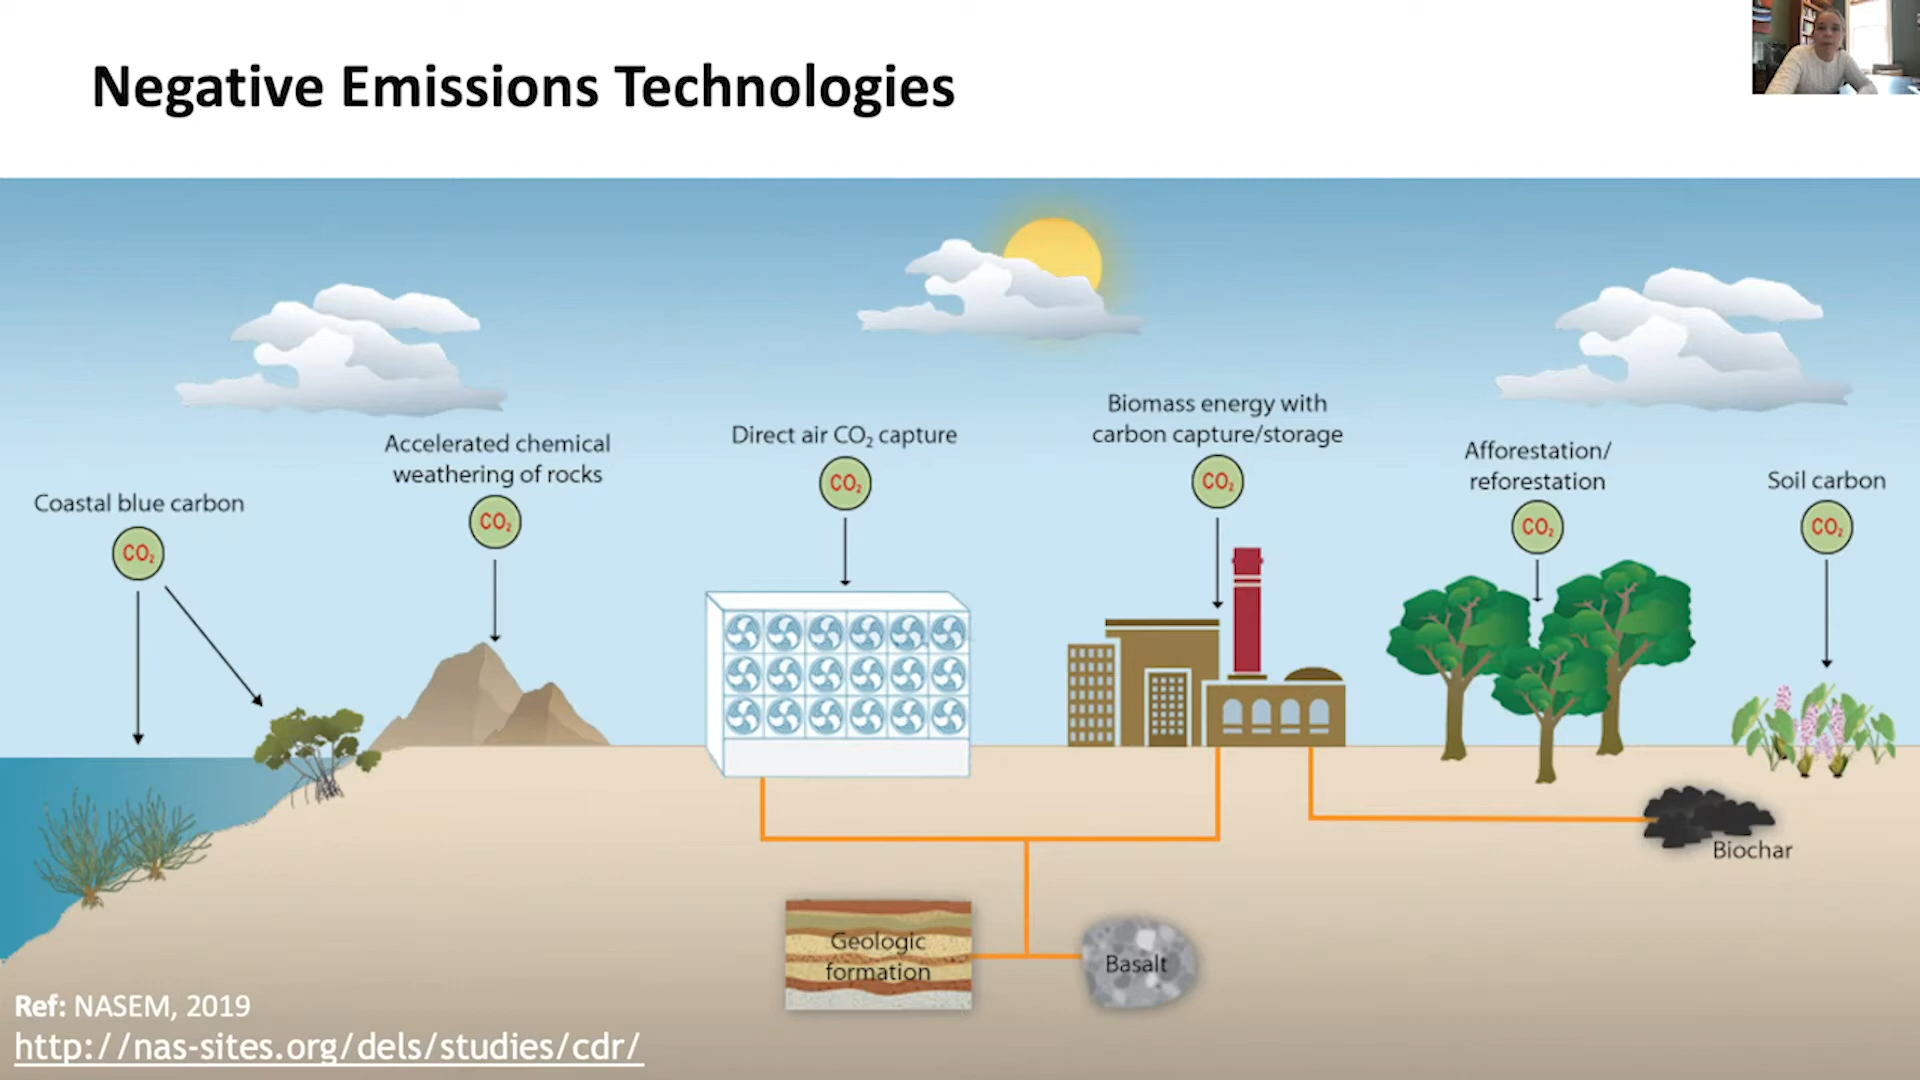 Negative Emissions Technologies
Coastal blue carbon
CO₂
Accelerated chemical
weathering of rocks
CO₂
Direct air CO₂ capture
CO₂
Biomass energy with
carbon capture/storage
CO₂
Afforestation/
reforestation
CO₂
Soil carbon
CO₂
Biochar
Geologic
formation
Basalt
Ref: NASEM, 2019
http://nas-sites.org/dels/studies/cdr/